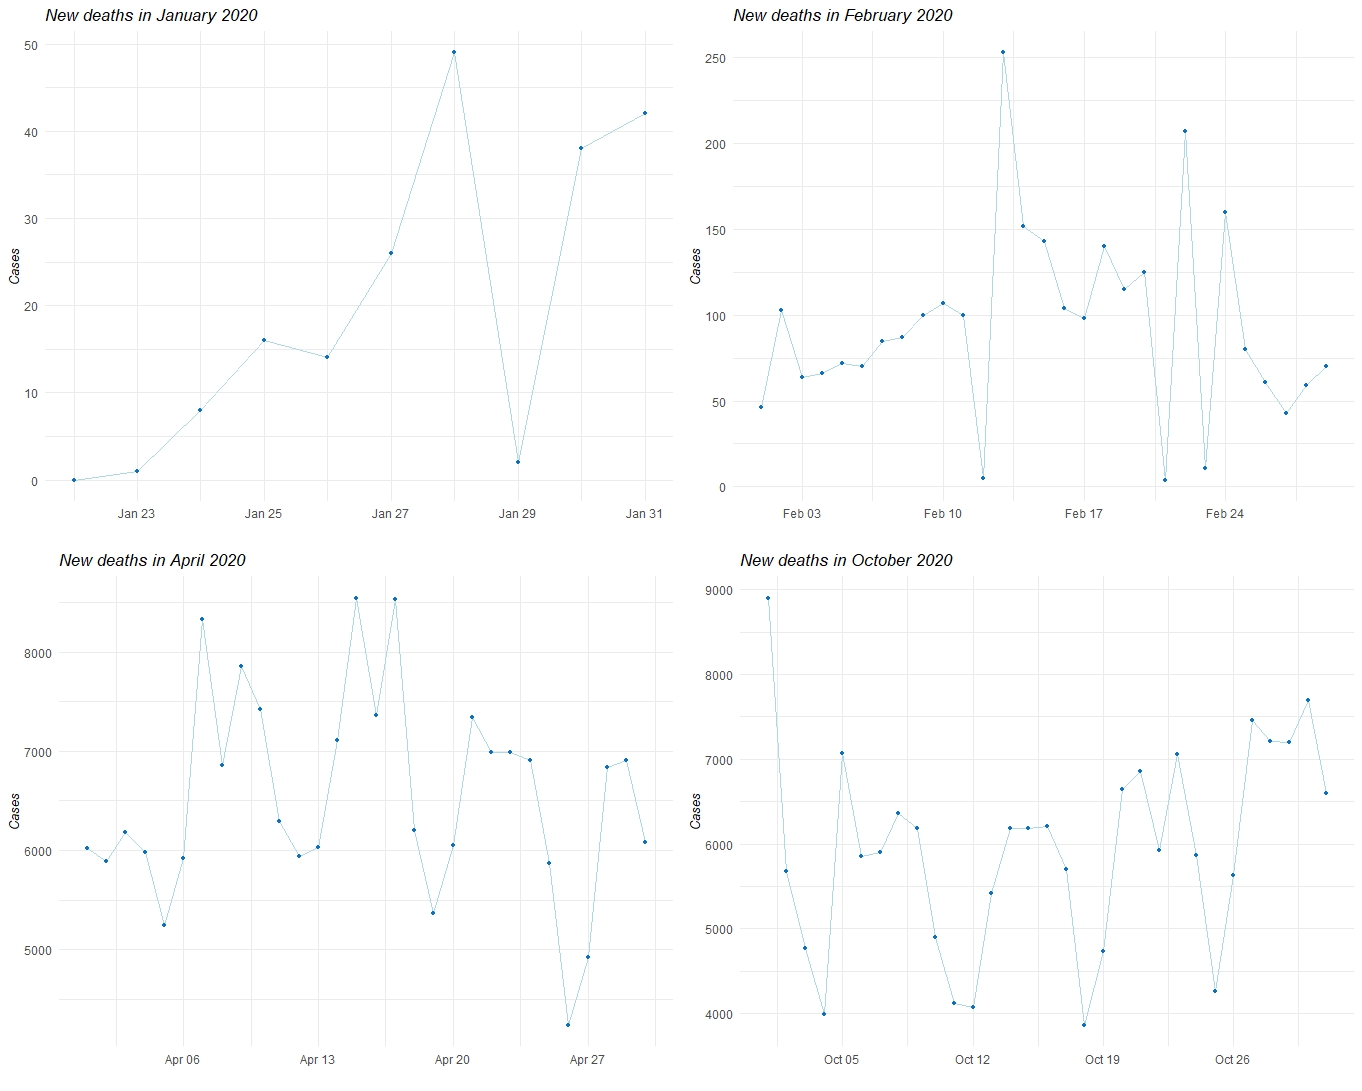 New deaths in January 2020
50
40
30
20
10
0
Cases
Jan 23 Jan 25 Jan 27 Jan 29 Jan 31
New deaths in February 2020
250
200
150
100
50
0
Cases
Feb 03 Feb 10 Feb 17 Feb 24
New deaths in April 2020
8000
7000
6000
5000
Cases
Apr 06 Apr 13 Apr 20 Apr 27
New deaths in October 2020
9000
8000
7000
6000
5000
4000
Cases
Oct 05 Oct 12 Oct 19 Oct 26